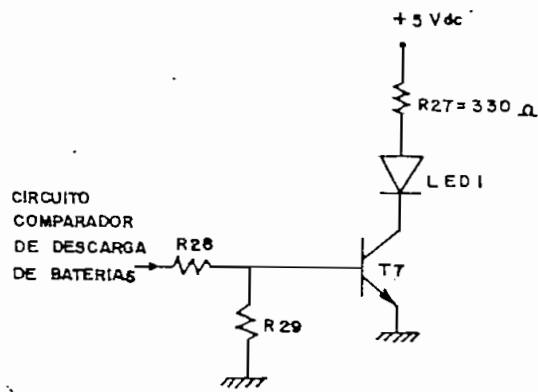 + 5 Vdc
R27 = 330 Ω
LED1
CIRCUITO
COMPARADOR
DE DESCARGA
DE BATERIAS
R28
T7
R29